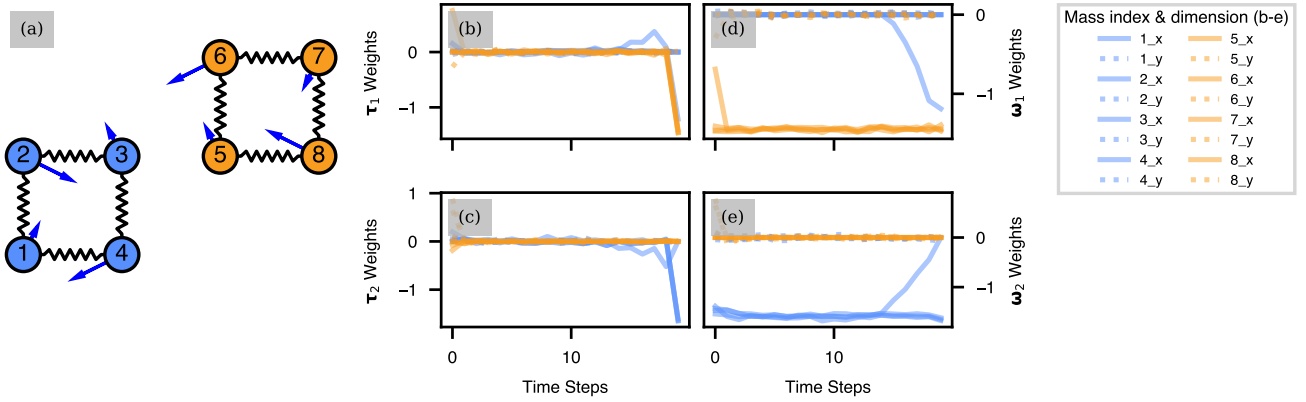 (a)
6
7
5
8
2
3
1
4
(b)
0
−1
τ1 Weights
(d)
0
−1
1 Weights
(c)
1
0
−1
τ2 Weights
0
10
Time Steps
(e)
0
−1
2 Weights
0
10
Time Steps
Mass index & dimension (b-e)
1_x
1_y
2_x
2_y
3_x
3_y
4_x
4_y
5_x
5_y
6_x
6_y
7_x
7_y
8_x
8_y